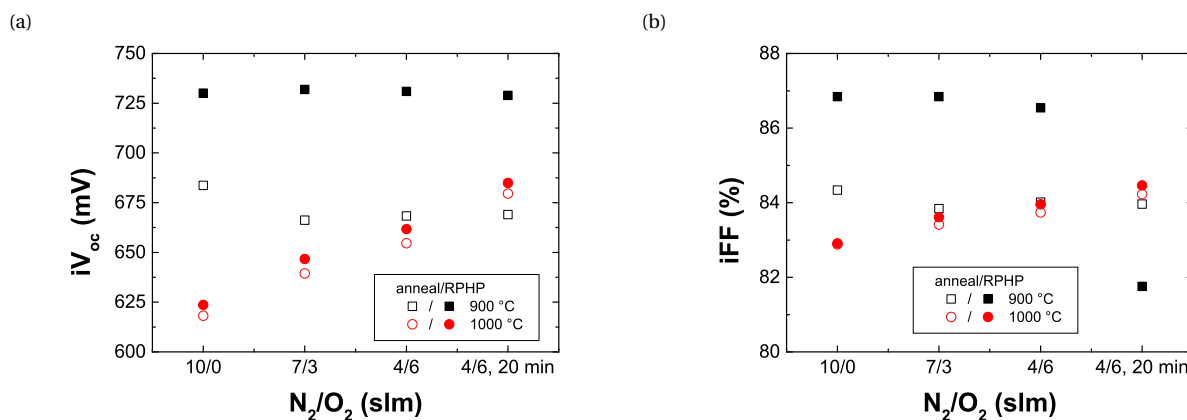 (a)
iVoc (mV)
750
725
700
675
650
625
600
10/0
7/3
4/6
4/6, 20 min
N2/O2 (slm)
anneal/RPHP
/ 900 °C
/ 1000 °C
(b)
iFF (%)
88
86
84
82
80
10/0
7/3
4/6
4/6, 20 min
N2/O2 (slm)
anneal/RPHP
/ 900 °C
/ 1000 °C